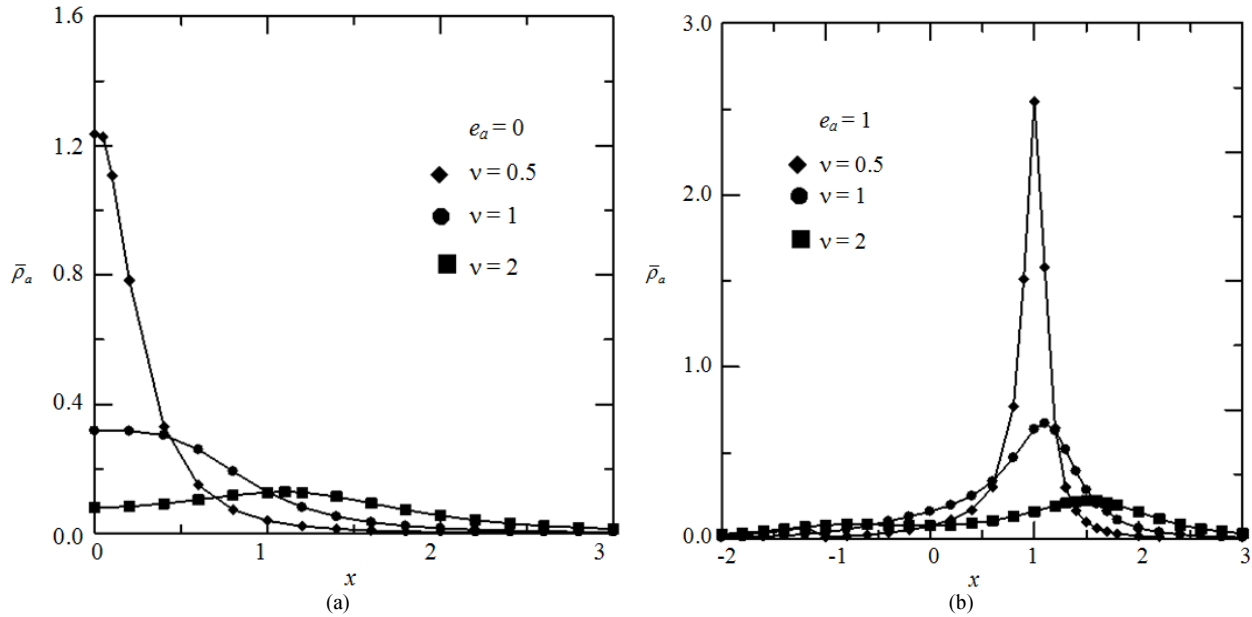 1.6
1.2
0.8
0.4
0.0
ρ̄ₐ
eₐ = 0
ν = 0.5
ν = 1
ν = 2
0 1 2 3
x
(a)
3.0
2.0
1.0
0.0
ρ̄ₐ
eₐ = 1
ν = 0.5
ν = 1
ν = 2
-2 -1 0 1 2 3
x
(b)